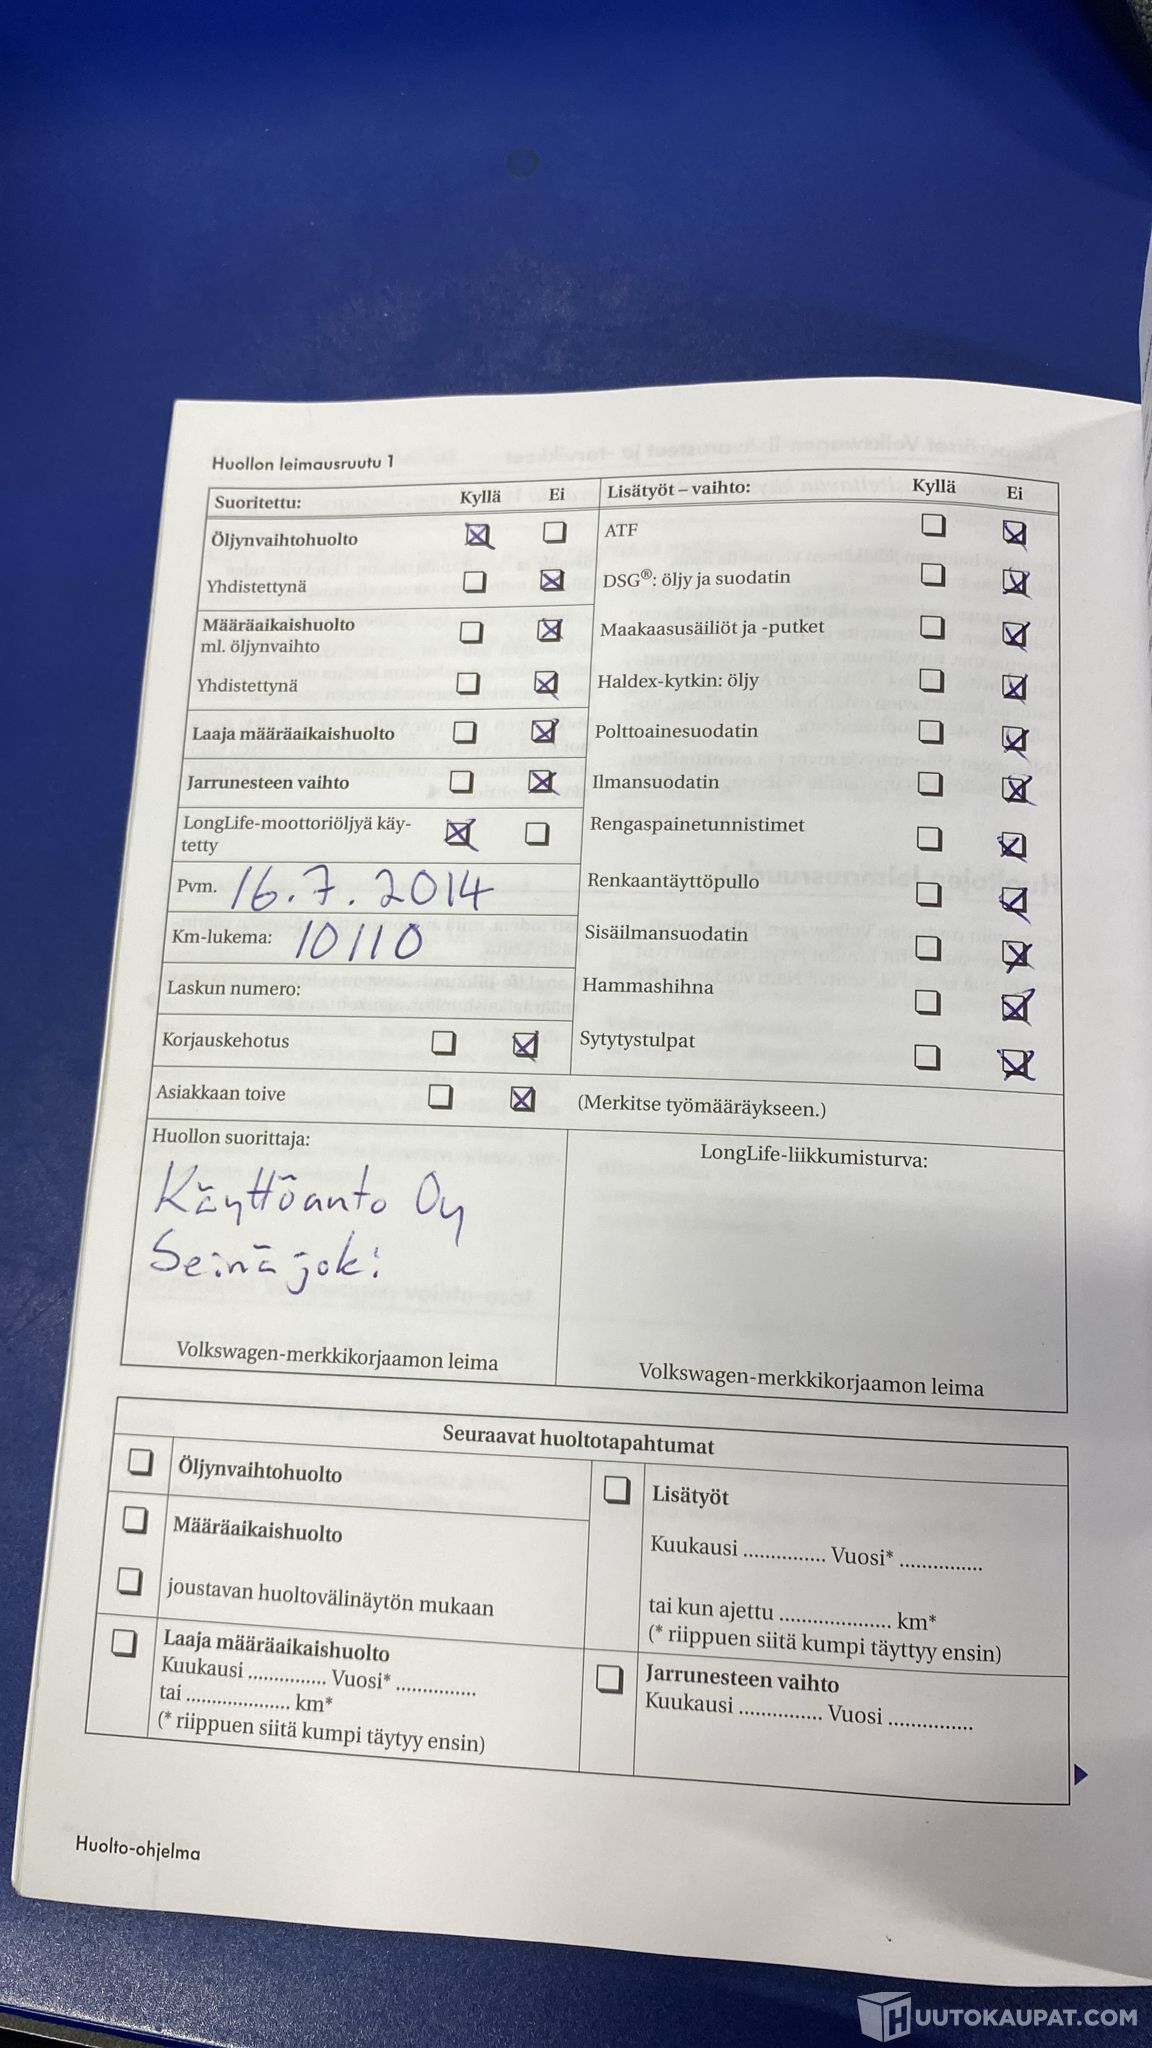 Huollon leimausruutu 1
Suoritettu: Kyllä Ei
Öljynvaihtohuolto
Yhdistettynä
Määräaikaishuolto
ml. öljynvaihto
Yhdistettynä
Laaja määräaikaishuolto
Jarrunesteen vaihto
LongLife-moottoriöljyä käy-
tetty
Pvm. 16.7.2014
Km-lukema: 10110
Laskun numero:
Korjauskehotus
Asiakkaan toive
Lisätyöt – vaihto: Kyllä Ei
ATF
DSG®: öljy ja suodatin
Maakaasusäiliöt ja -putket
Haldex-kytkin: öljy
Polttoainesuodatin
Ilmansuodatin
Rengaspainetunnistimet
Renkaantäyttöpullo
Sisäilmansuodatin
Hammashihna
Sytytystulpat
(Merkitse työmääräykseen.)
Huollon suorittaja:
Käyttöauto Oy
Seinäjoki
Volkswagen-merkkikorjaamon leima
LongLife-liikkumisturva:
Volkswagen-merkkikorjaamon leima
Seuraavat huoltotapahtumat
Öljynvaihtohuolto
Määräaikaishuolto
joustavan huoltovälinäytön mukaan
Laaja määräaikaishuolto
Kuukausi ............... Vuosi* ...............
tai .................... km*
(* riippuen siitä kumpi täytyy ensin)
Lisätyöt
Kuukausi ............... Vuosi* ...............
tai kun ajettu .................... km*
(* riippuen siitä kumpi täyttyy ensin)
Jarrunesteen vaihto
Kuukausi ............... Vuosi ...............
Huolto-ohjelma
HUUTOKAUPAT.COM